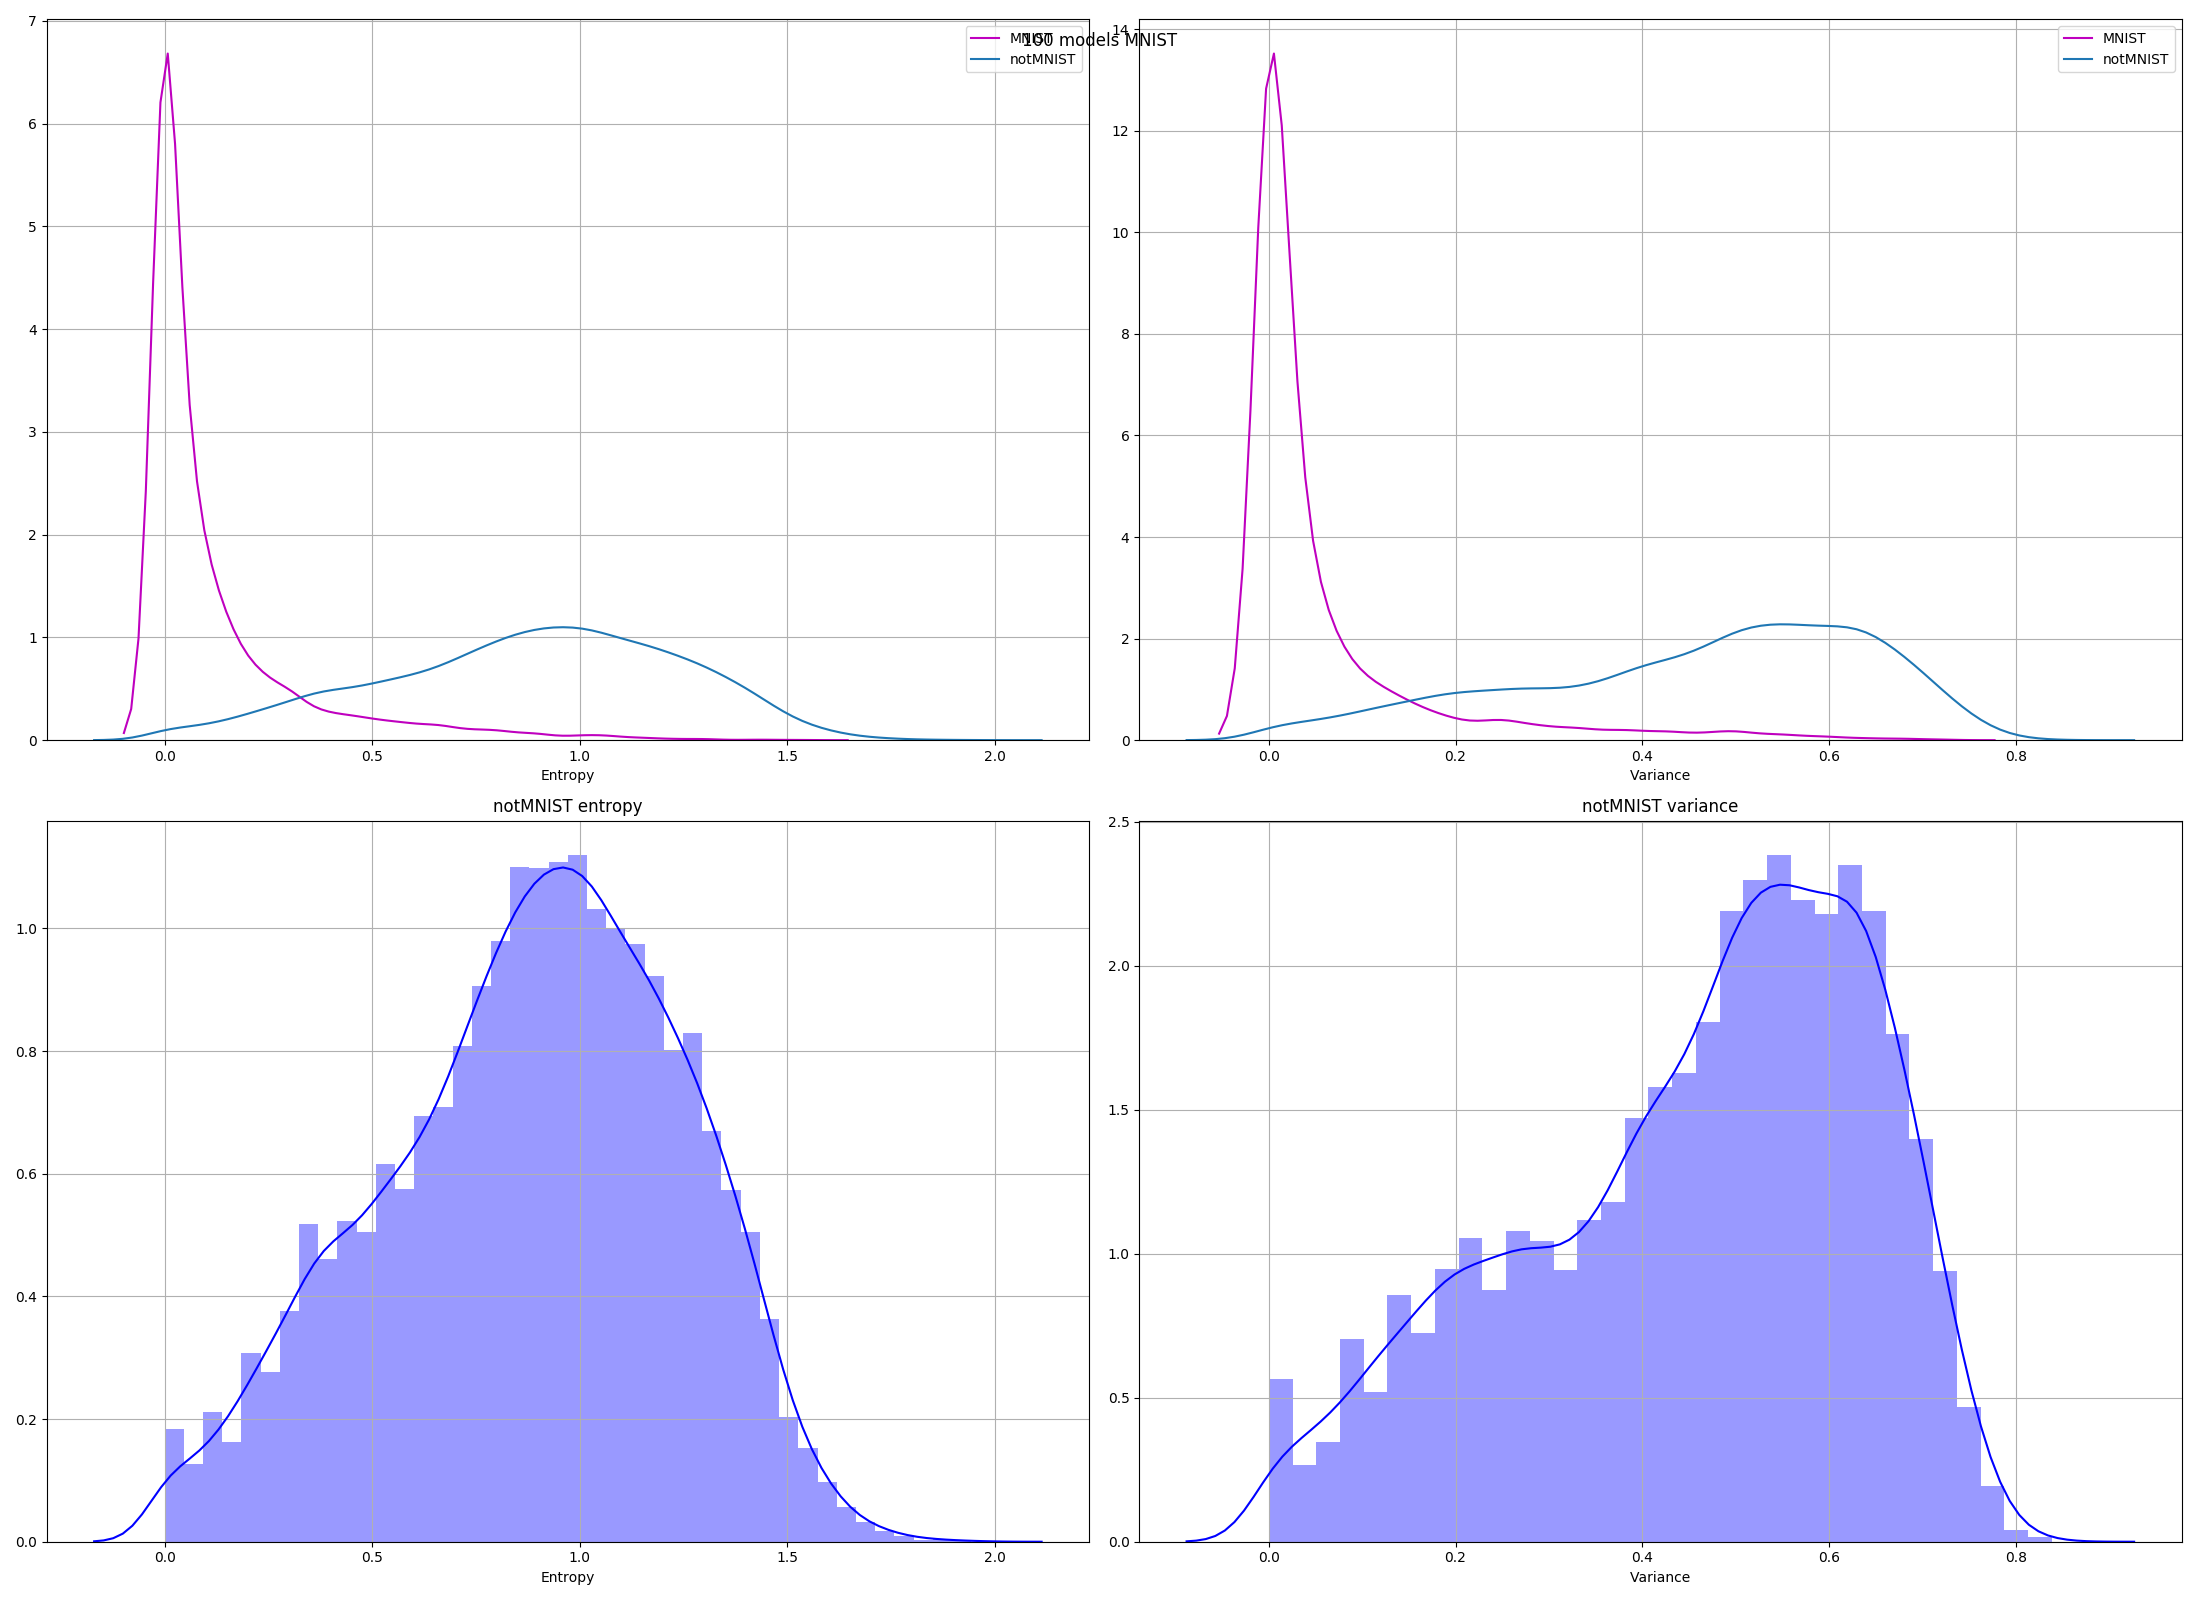 100 models MNIST
7
6
5
4
3
2
1
0
MNIST
notMNIST
0.0 0.5 1.0 1.5 2.0
Entropy
14
12
10
8
6
4
2
0
MNIST
notMNIST
0.0 0.2 0.4 0.6 0.8
Variance
notMNIST entropy
1.0
0.8
0.6
0.4
0.2
0.0
0.0 0.5 1.0 1.5 2.0
Entropy
notMNIST variance
2.5
2.0
1.5
1.0
0.5
0.0
0.0 0.2 0.4 0.6 0.8
Variance